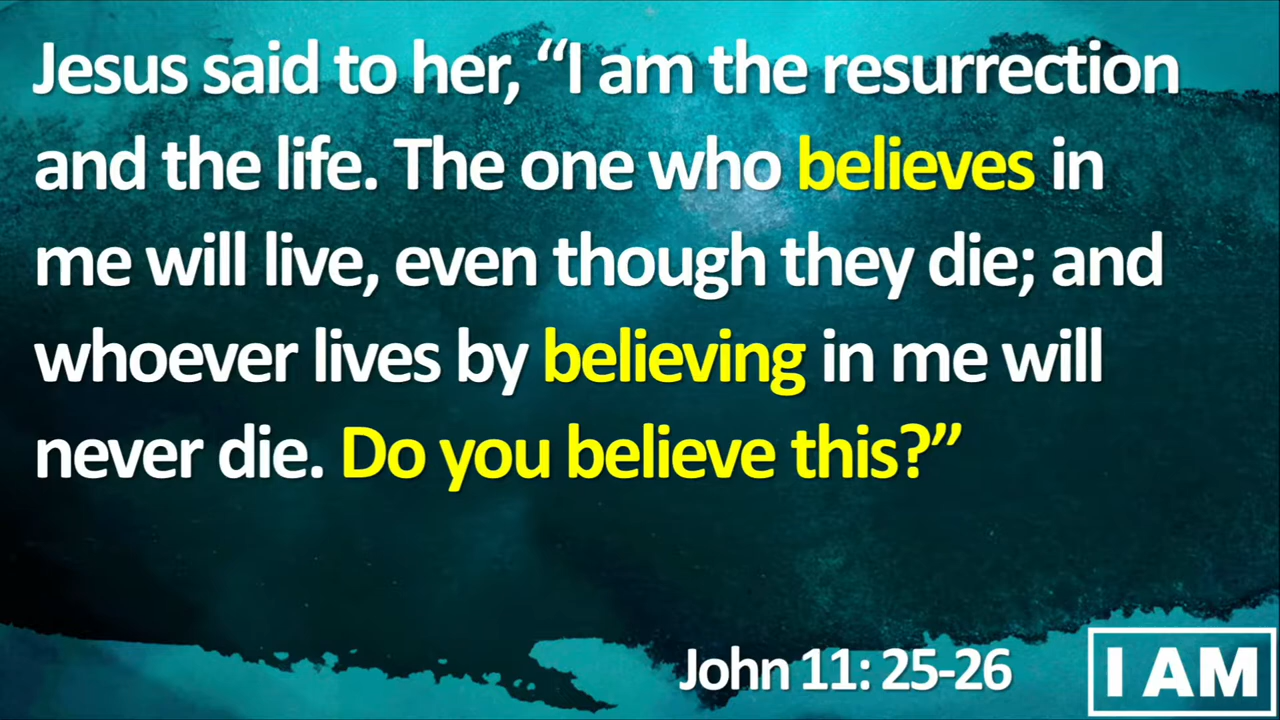 Jesus said to her, “I am the resurrection
and the life. The one who believes in
me will live, even though they die; and
whoever lives by believing in me will
never die. Do you believe this?”
John 11: 25-26
I AM